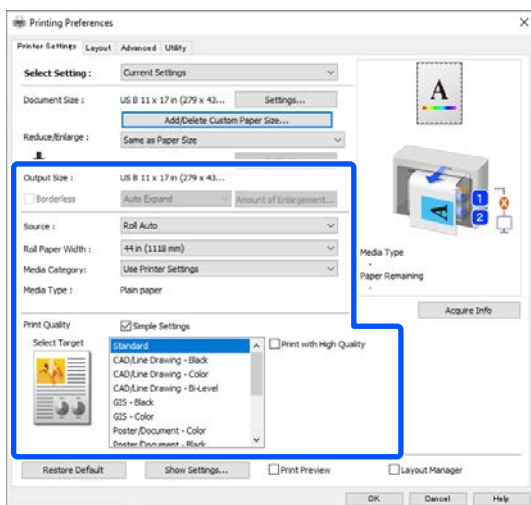 Printing Preferences
Printer Settings Layout Advanced Utility
Select Setting : Current Settings
Document Size : US B 11 x 17 in (279 x 43... Settings...
Add/Delete Custom Paper Size...
Reduce/Enlarge : Same as Paper Size
Output Size : US B 11 x 17 in (279 x 43...
Borderless Auto Expand Amount of Enlargement...
Source : Roll Auto
Roll Paper Width : 44 in (1118 mm)
Media Category: Use Printer Settings
Media Type : Plain paper
Print Quality Simple Settings
Select Target Standard Print with High Quality
CAD/Line Drawing - Black
CAD/Line Drawing - Color
CAD/Line Drawing - Bi-Level
GIS - Black
GIS - Color
Poster/Document - Color
Poster/Document - Black
Restore Default Show Settings... Print Preview Layout Manager
A
A
1
2
Media Type
-
Paper Remaining
-
Acquire Info
OK Cancel Help